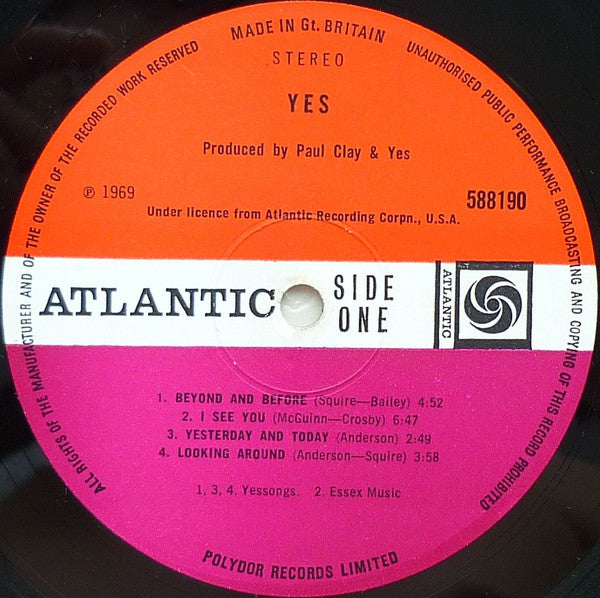 MADE IN Gt. BRITAIN
STEREO
YES
Produced by Paul Clay & Yes
℗ 1969
588190
Under licence from Atlantic Recording Corpn., U.S.A.
ATLANTIC
SIDE
ONE
ATLANTIC
1. BEYOND AND BEFORE (Squire—Bailey) 4:52
2. I SEE YOU (McGuinn—Crosby) 6:47
3. YESTERDAY AND TODAY (Anderson) 2:49
4. LOOKING AROUND (Anderson—Squire) 3:58
1, 3, 4. Yessongs. 2. Essex Music
ALL RIGHTS OF THE MANUFACTURER AND OF THE OWNER OF THE RECORDED WORK RESERVED
UNAUTHORISED PUBLIC PERFORMANCE BROADCASTING AND COPYING OF THIS RECORD PROHIBITED
POLYDOR RECORDS LIMITED